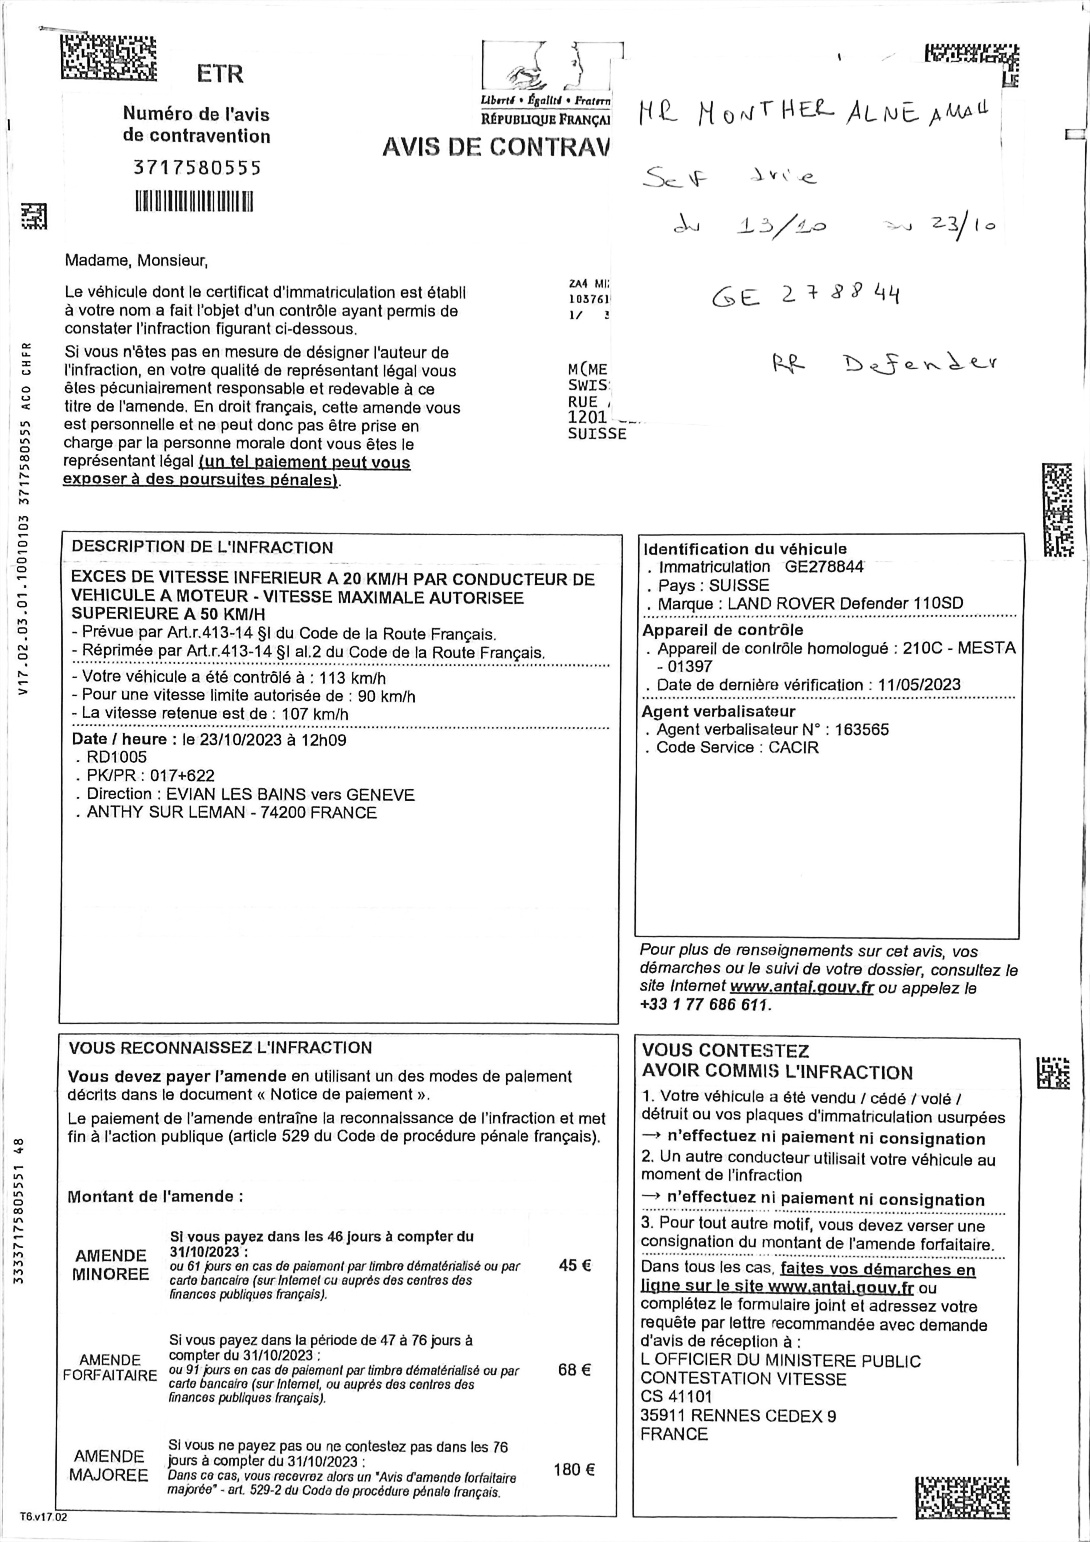 ETR
Numéro de l'avis
de contravention
3717580555
Liberté • Égalité • Fratern
RÉPUBLIQUE FRANÇAI
AVIS DE CONTRAV
MR MONTHER ALNEAMAH
du 13/10 au 23/10
GE 278844
RR Defender
Madame, Monsieur,
Le véhicule dont le certificat d'immatriculation est établi
à votre nom a fait l'objet d'un contrôle ayant permis de
constater l'infraction figurant ci-dessous.
Si vous n'êtes pas en mesure de désigner l'auteur de
l'infraction, en votre qualité de représentant légal vous
êtes pécuniairement responsable et redevable à ce
titre de l'amende. En droit français, cette amende vous
est personnelle et ne peut donc pas être prise en
charge par la personne morale dont vous êtes le
représentant légal (un tel paiement peut vous
exposer à des poursuites pénales).
ZA4 MI
103761
1/
M(ME
SWIS
RUE
1201
SUISSE
V17.02.03.01.10010103 3717580555 ACO CHFR
DESCRIPTION DE L'INFRACTION
EXCES DE VITESSE INFERIEUR A 20 KM/H PAR CONDUCTEUR DE
VEHICULE A MOTEUR - VITESSE MAXIMALE AUTORISEE
SUPERIEURE A 50 KM/H
- Prévue par Art.r.413-14 §I du Code de la Route Français.
- Réprimée par Art.r.413-14 §I al.2 du Code de la Route Français.
- Votre véhicule a été contrôlé à : 113 km/h
- Pour une vitesse limite autorisée de : 90 km/h
- La vitesse retenue est de : 107 km/h
Date / heure : le 23/10/2023 à 12h09
. RD1005
. PK/PR : 017+622
. Direction : EVIAN LES BAINS vers GENEVE
. ANTHY SUR LEMAN - 74200 FRANCE
Identification du véhicule
. Immatriculation GE278844
. Pays : SUISSE
. Marque : LAND ROVER Defender 110SD
Appareil de contrôle
. Appareil de contrôle homologué : 210C - MESTA
- 01397
. Date de dernière vérification : 11/05/2023
Agent verbalisateur
. Agent verbalisateur N° : 163565
. Code Service : CACIR
Pour plus de renseignements sur cet avis, vos
démarches ou le suivi de votre dossier, consultez le
site Internet www.antai.gouv.fr ou appelez le
+33 1 77 686 611.
VOUS RECONNAISSEZ L'INFRACTION
Vous devez payer l'amende en utilisant un des modes de paiement
décrits dans le document « Notice de paiement ».
Le paiement de l'amende entraîne la reconnaissance de l'infraction et met
fin à l'action publique (article 529 du Code de procédure pénale français).
Montant de l'amende :
AMENDE
MINOREE
Si vous payez dans les 46 jours à compter du
31/10/2023 :
ou 61 jours en cas de paiement par timbre dématérialisé ou par
carte bancaire (sur Internet ou auprés des centres des
finances publiques français).
45 €
AMENDE
FORFAITAIRE
Si vous payez dans la période de 47 à 76 jours à
compter du 31/10/2023 :
ou 91 jours en cas de paiement par timbre dématérialisé ou par
carte bancaire (sur Internet, ou auprés des centres des
finances publiques français).
68 €
AMENDE
MAJOREE
Si vous ne payez pas ou ne contestez pas dans les 76
jours à compter du 31/10/2023 :
Dans ce cas, vous recevrez alors un "Avis d'amende forfaitaire
majorée" - art. 529-2 du Code de procédure pénale français.
180 €
VOUS CONTESTEZ
AVOIR COMMIS L'INFRACTION
1. Votre véhicule a été vendu / cédé / volé /
détruit ou vos plaques d'immatriculation usurpées
→ n'effectuez ni paiement ni consignation
2. Un autre conducteur utilisait votre véhicule au
moment de l'infraction
→ n'effectuez ni paiement ni consignation
3. Pour tout autre motif, vous devez verser une
consignation du montant de l'amende forfaitaire.
Dans tous les cas, faites vos démarches en
ligne sur le site www.antai.gouv.fr ou
complétez le formulaire joint et adressez votre
requête par lettre recommandée avec demande
d'avis de réception à :
L OFFICIER DU MINISTERE PUBLIC
CONTESTATION VITESSE
CS 41101
35911 RENNES CEDEX 9
FRANCE
33337175805551 48
T6.v17.02